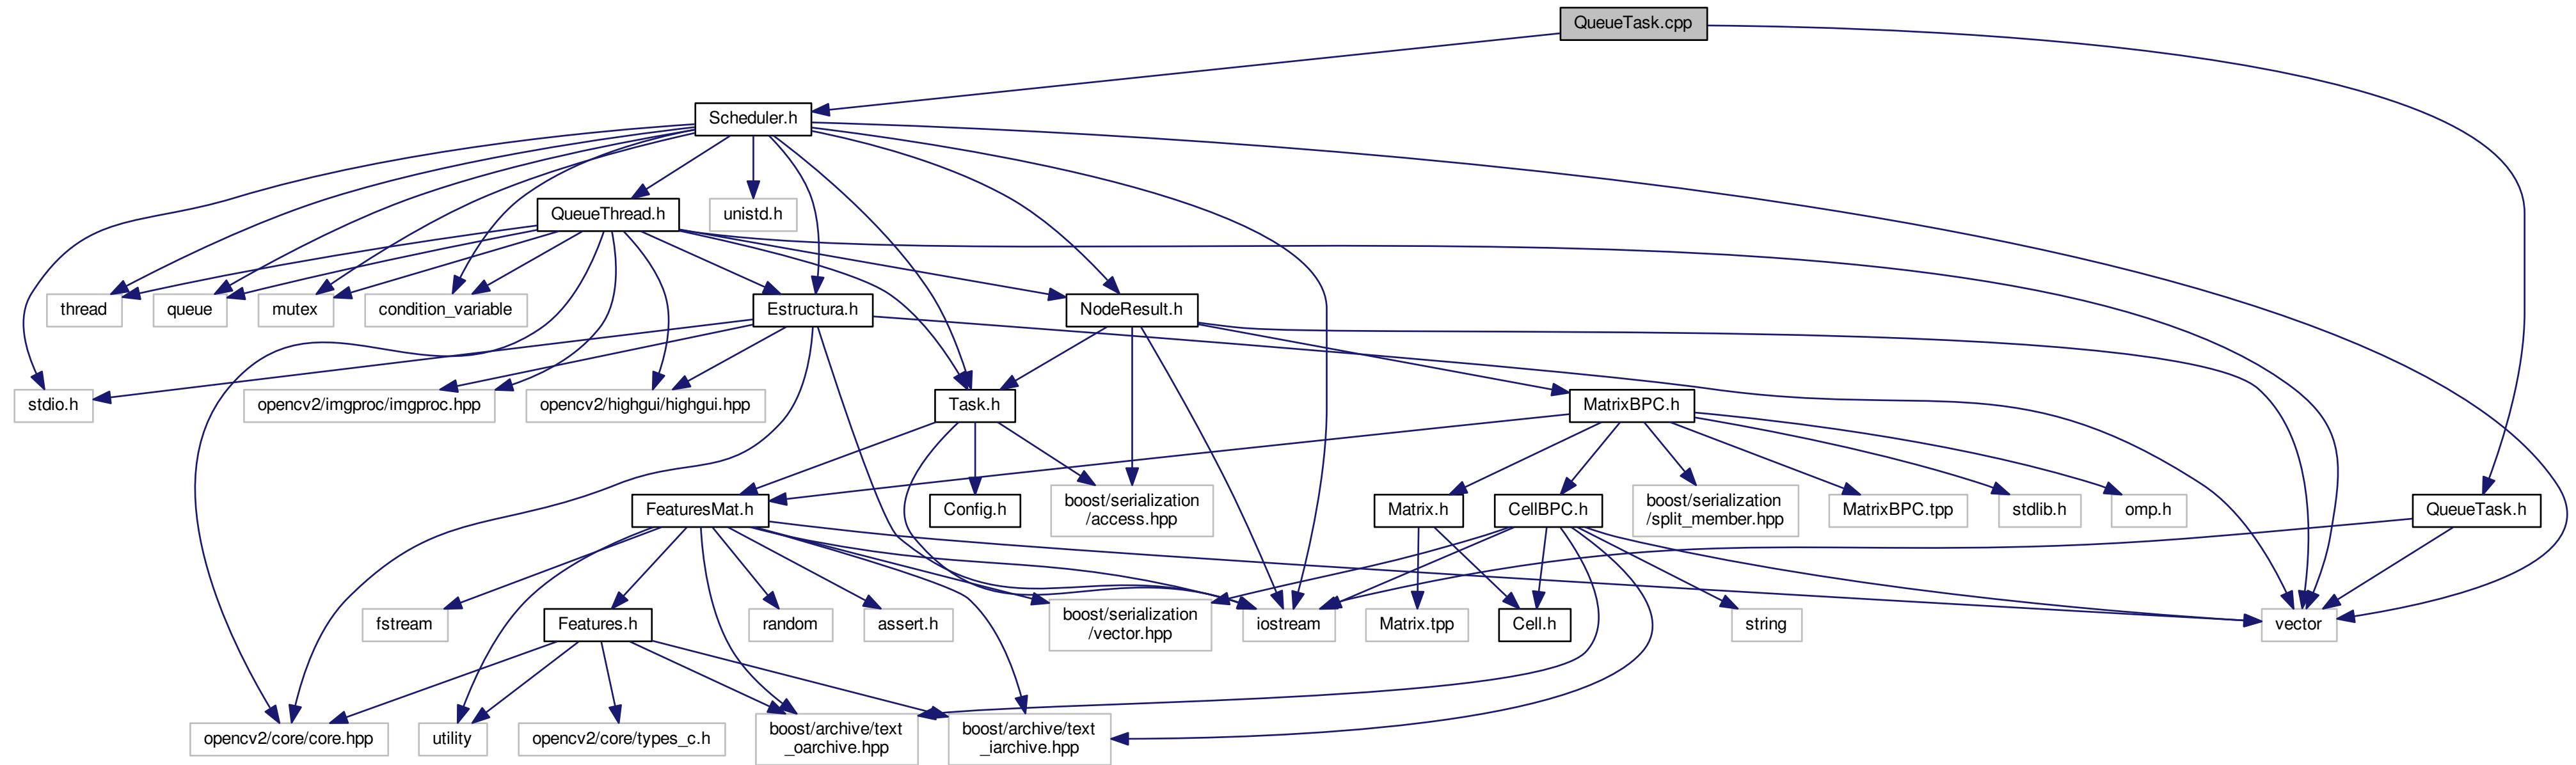 QueueTask.cpp
Scheduler.h
QueueThread.h
unistd.h
thread
queue
mutex
condition_variable
Estructura.h
NodeResult.h
stdio.h
opencv2/imgproc/imgproc.hpp
opencv2/highgui/highgui.hpp
Task.h
MatrixBPC.h
FeaturesMat.h
Config.h
boost/serialization
/access.hpp
Matrix.h
CellBPC.h
boost/serialization
/split_member.hpp
MatrixBPC.tpp
stdlib.h
omp.h
QueueTask.h
fstream
Features.h
random
assert.h
boost/serialization
/vector.hpp
iostream
Matrix.tpp
Cell.h
string
vector
opencv2/core/core.hpp
utility
opencv2/core/types_c.h
boost/archive/text
_oarchive.hpp
boost/archive/text
_iarchive.hpp